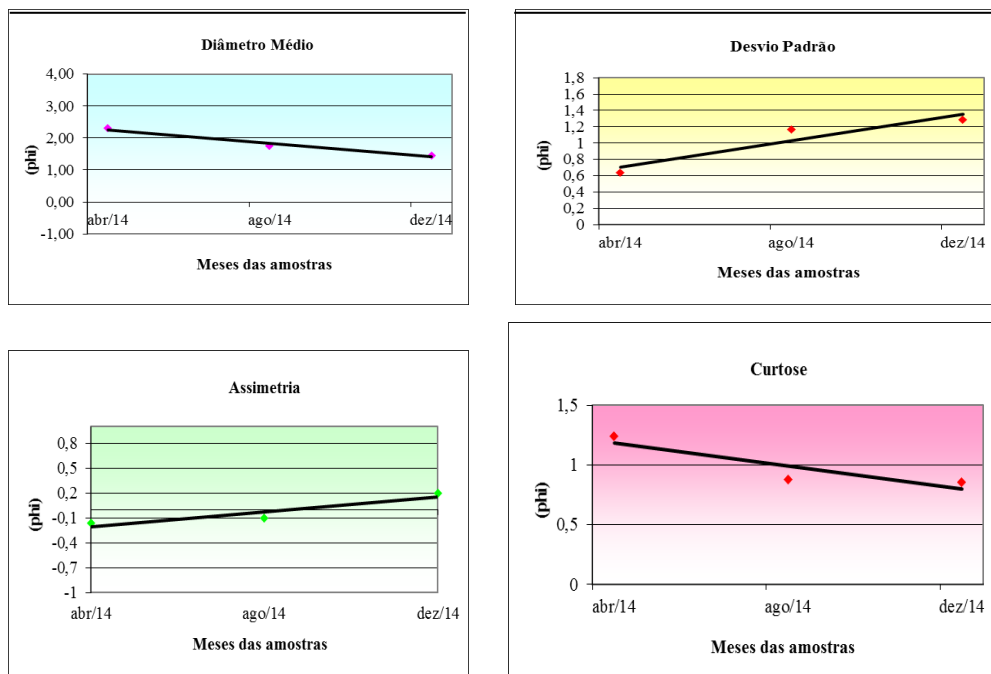 Diâmetro Médio
4,00
3,00
2,00
1,00
0,00
-1,00
(phi)
abr/14 ago/14 dez/14
Meses das amostras
Desvio Padrão
1,8
1,6
1,4
1,2
1
0,8
0,6
0,4
0,2
0
(phi)
abr/14 ago/14 dez/14
Meses das amostras
Assimetria
0,8
0,5
0,2
-0,1
-0,4
-0,7
-1
(phi)
abr/14 ago/14 dez/14
Meses das amostras
Curtose
1,5
1
0,5
0
(phi)
abr/14 ago/14 dez/14
Meses das amostras